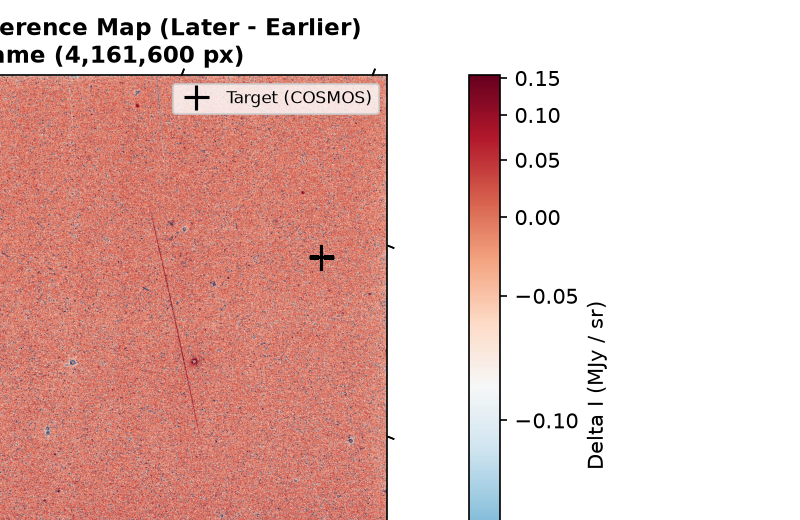 erence Map (Later - Earlier)
ame (4,161,600 px)
Target (COSMOS)
0.15
0.10
0.05
0.00
−0.05
−0.10
Delta I (MJy / sr)